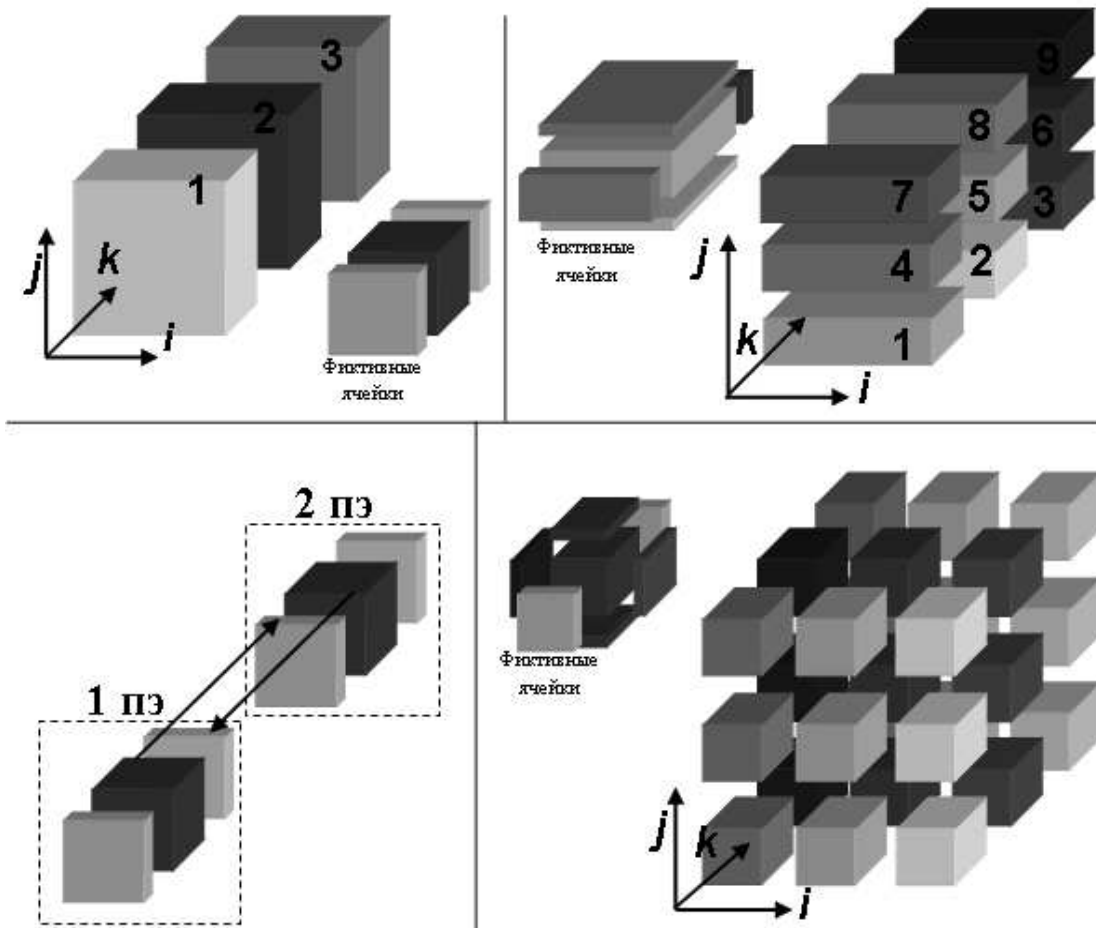 3
2
1
j
k
i
Фиктивные
ячейки
9
8
6
7
5
3
4
2
1
Фиктивные
ячейки
j
k
i
2 пэ
1 пэ
Фиктивные
ячейки
j
k
i